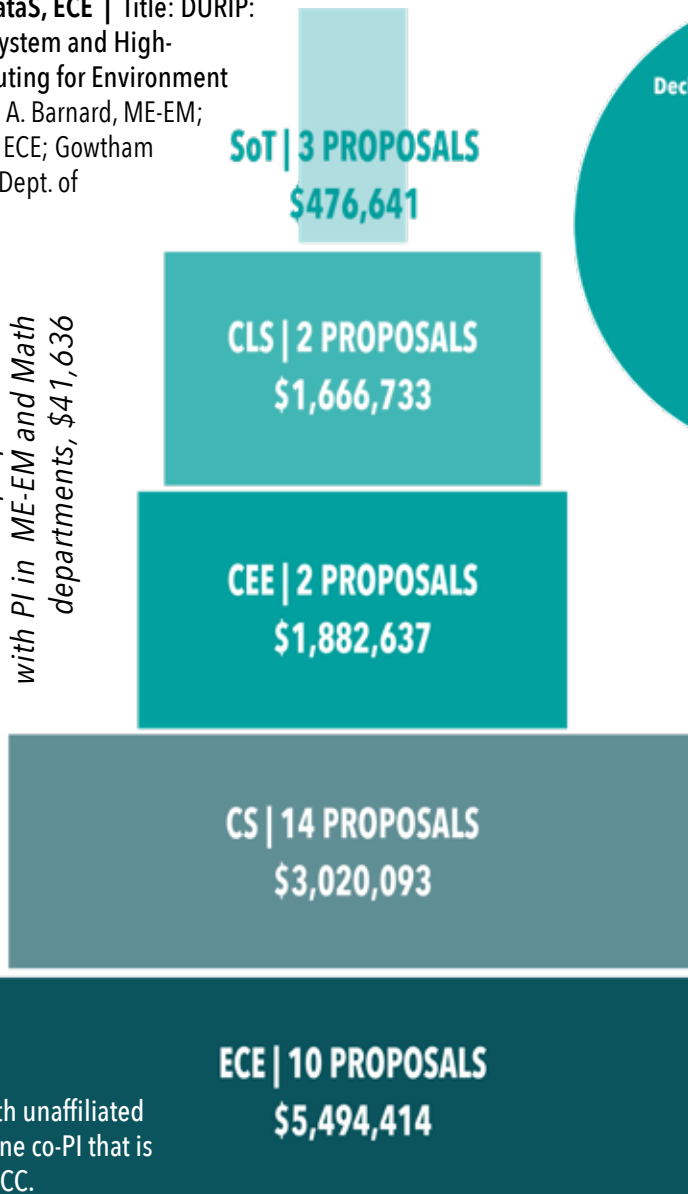 DataS, ECE | Title: DURIP:
ystem and High-
uting for Environment
A. Barnard, ME-EM;
ECE; Gowtham
Dept. of
Decl
SoT | 3 PROPOSALS
$476,641
CLS | 2 PROPOSALS
$1,666,733
with PI in ME-EM and Math
departments, $41,636
CEE | 2 PROPOSALS
$1,882,637
CS | 14 PROPOSALS
$3,020,093
ECE | 10 PROPOSALS
$5,494,414
th unaffiliated
ne co-PI that is
CC.